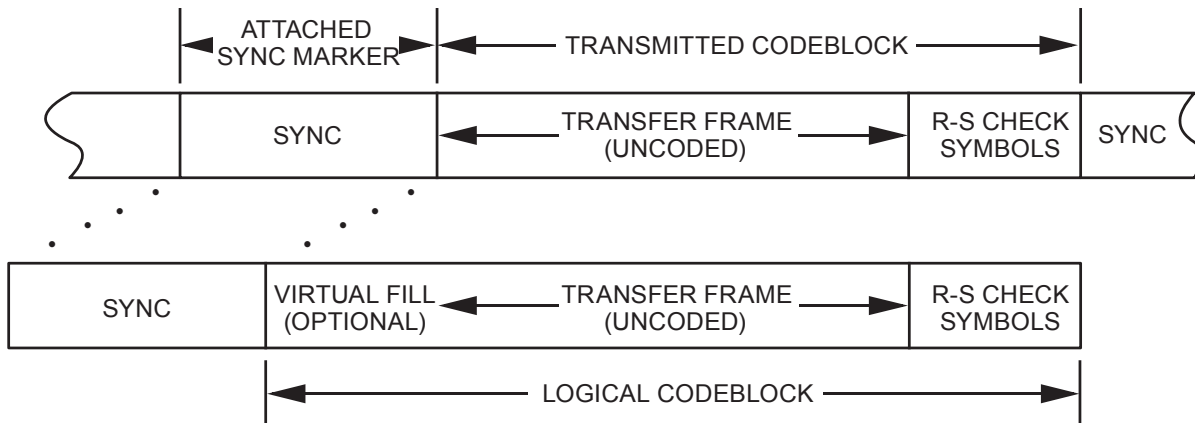 ATTACHED
SYNC MARKER
TRANSMITTED CODEBLOCK
SYNC
TRANSFER FRAME
(UNCODED)
R-S CHECK
SYMBOLS
SYNC
SYNC
VIRTUAL FILL
(OPTIONAL)
TRANSFER FRAME
(UNCODED)
R-S CHECK
SYMBOLS
LOGICAL CODEBLOCK